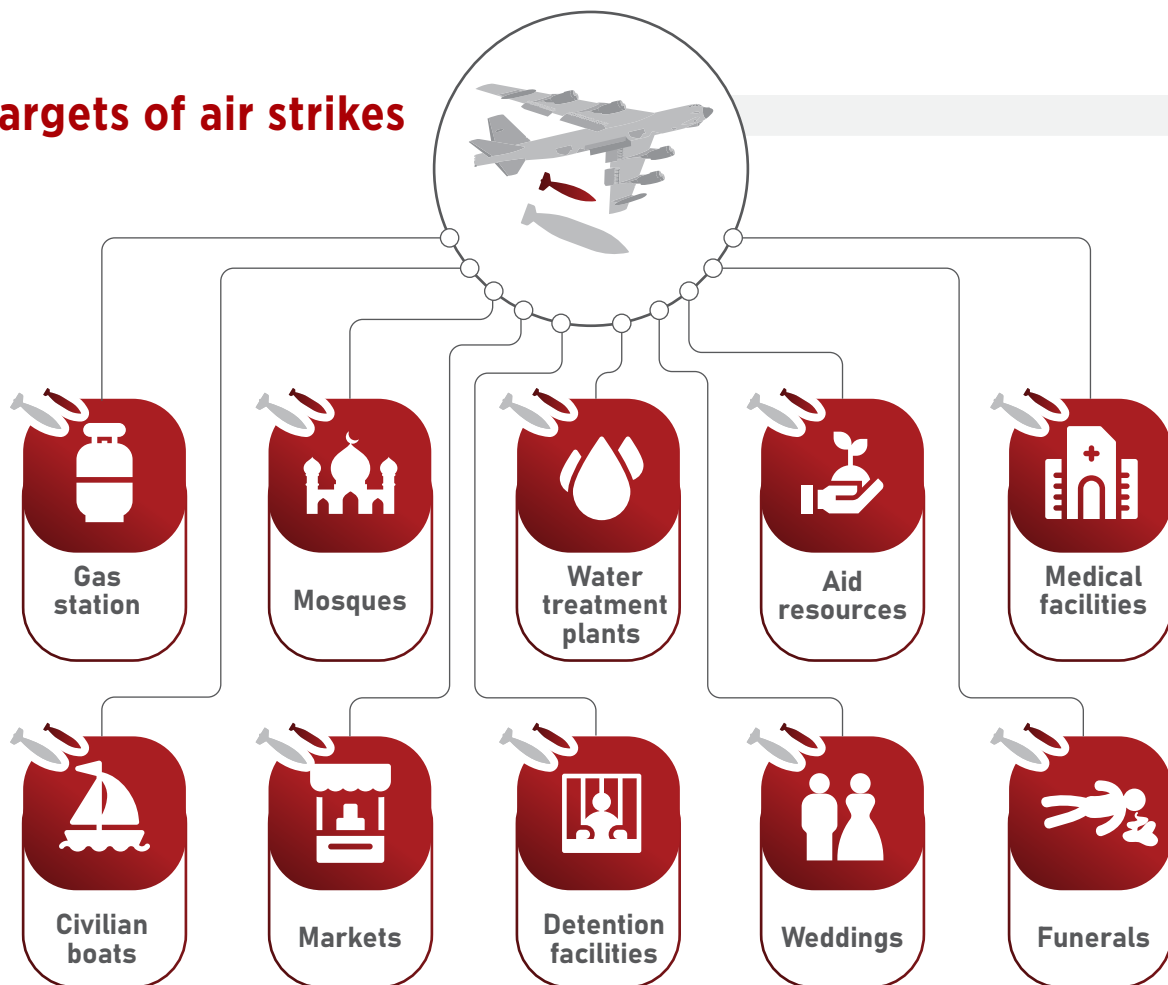 argets of air strikes
Gas
station
Mosques
Water
treatment
plants
Aid
resources
Medical
facilities
Civilian
boats
Markets
Detention
facilities
Weddings
Funerals